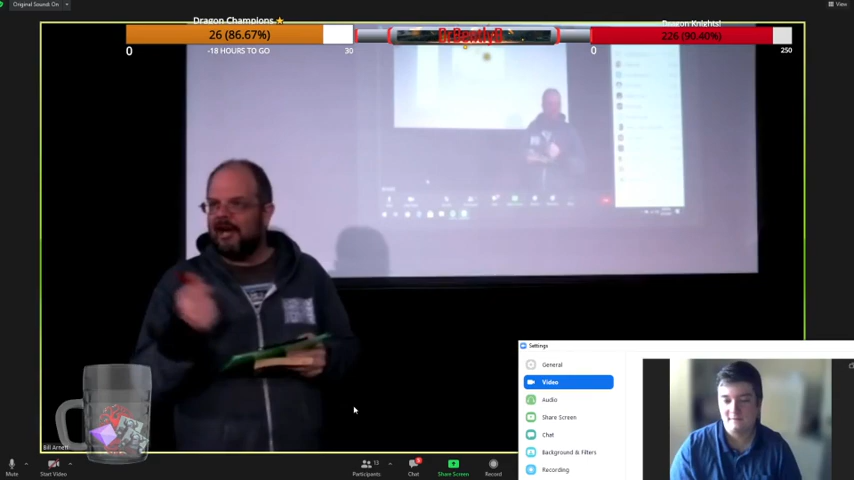 Original Sound: On
View
Dragon Champions
Dragon Knights!
26 (86.67%)
226 (90.40%)
0
-18 HOURS TO GO
30
0
250
Settings
General
Video
Audio
Share Screen
Chat
Background & Filters
Recording
Bill Arnett
Mute
Start Video
13
Participants
Chat
Share Screen
Record